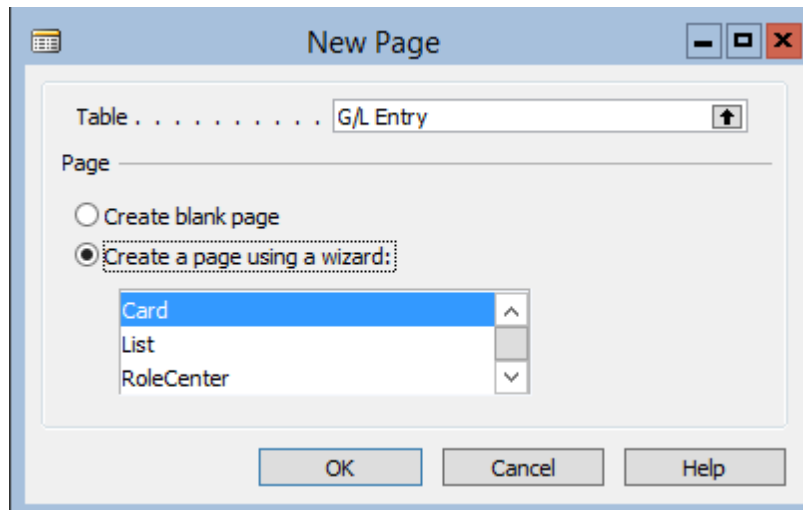 New Page
Table . . . . . . . . . . G/L Entry
Page
Create blank page
Create a page using a wizard:
Card
List
RoleCenter
OK Cancel Help